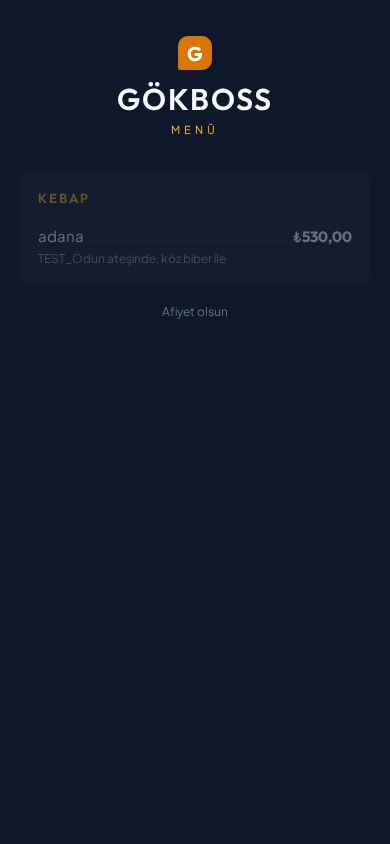 G
GÖKBOSS
MENÜ
KEBAP
adana ₺530,00
TEST_Odun ateşinde, köz biber ile
Afiyet olsun